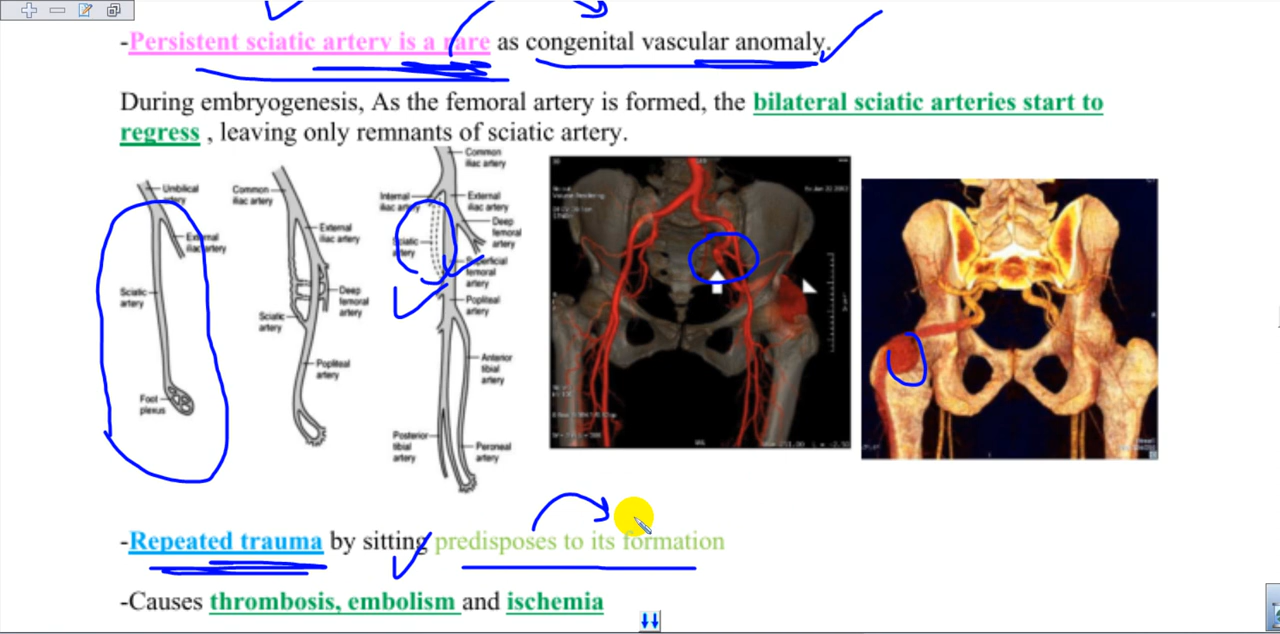 -Persistent sciatic artery is a rare as congenital vascular anomaly.
During embryogenesis, As the femoral artery is formed, the bilateral sciatic arteries start to
regress , leaving only remnants of sciatic artery.
Umbilical
artery
External
iliac artery
Sciatic
artery
Foot
plexus
Common
iliac artery
External
iliac artery
Deep
femoral
artery
Sciatic
artery
Popliteal
artery
Common
iliac artery
Internal
iliac artery
External
iliac artery
Deep
femoral
artery
Sciatic
artery
Superficial
femoral
artery
Popliteal
artery
Anterior
tibial
artery
Posterior
tibial
artery
Peroneal
artery
-Repeated trauma by sitting predisposes to its formation
-Causes thrombosis, embolism and ischemia